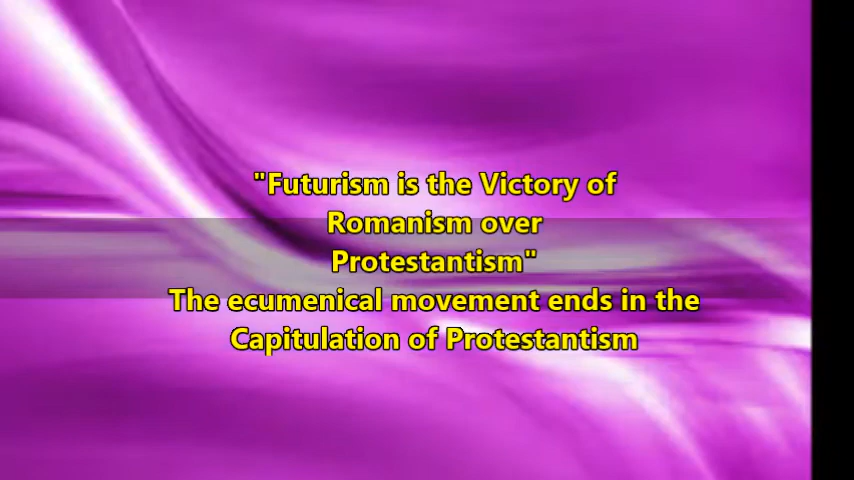 "Futurism is the Victory of
Romanism over
Protestantism"
The ecumenical movement ends in the
Capitulation of Protestantism